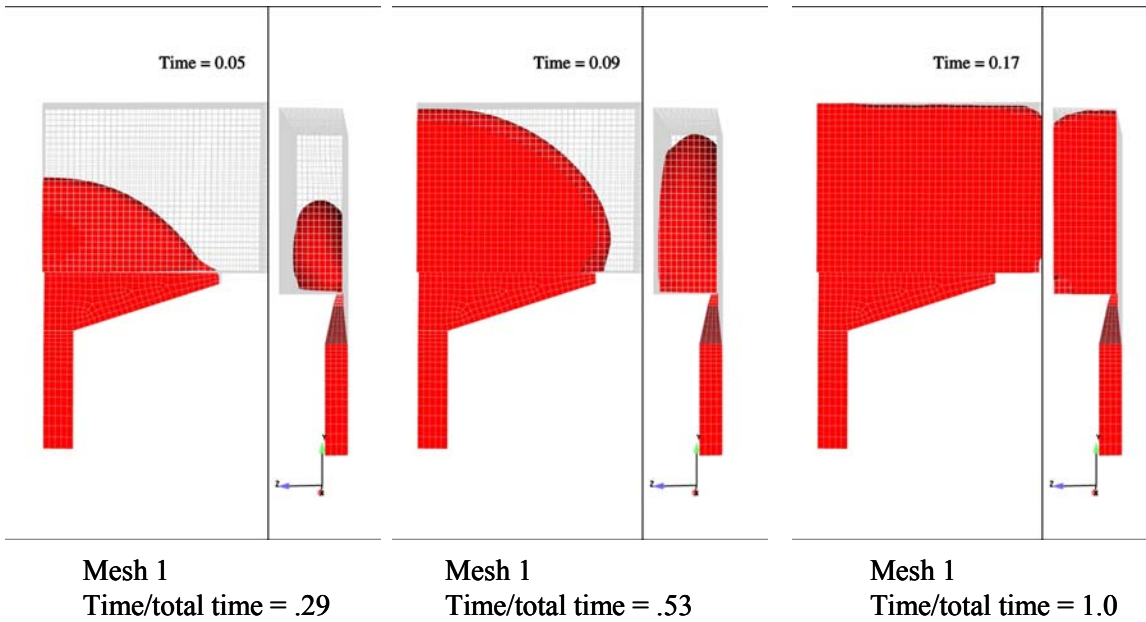 Time = 0.05
Time = 0.09
Time = 0.17
Y
Z
X
Y
Z
X
Y
Z
X
Mesh 1
Time/total time = .29
Mesh 1
Time/total time = .53
Mesh 1
Time/total time = 1.0